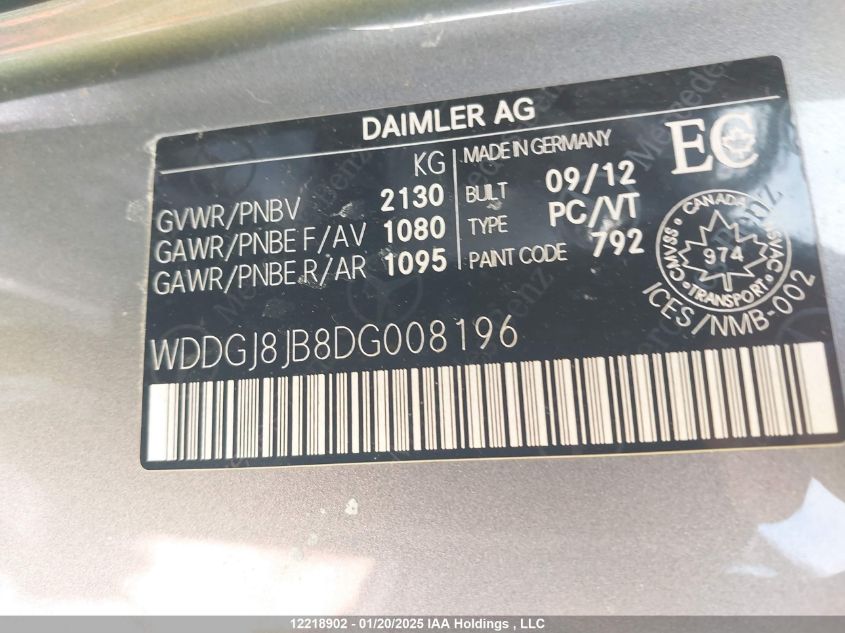 DAIMLER AG
KG
GVWR/PNBV 2130
GAWR/PNBE F/AV 1080
GAWR/PNBE R/AR 1095
MADE IN GERMANY
BUILT 09/12
TYPE PC/VT
PAINT CODE 792
EC
CANADA
CMVSS 974 NSVAC
TRANSPORT
ICES/NMB-002
WDDGJ8JB8DG008196
12218902 - 01/20/2025 IAA Holdings , LLC